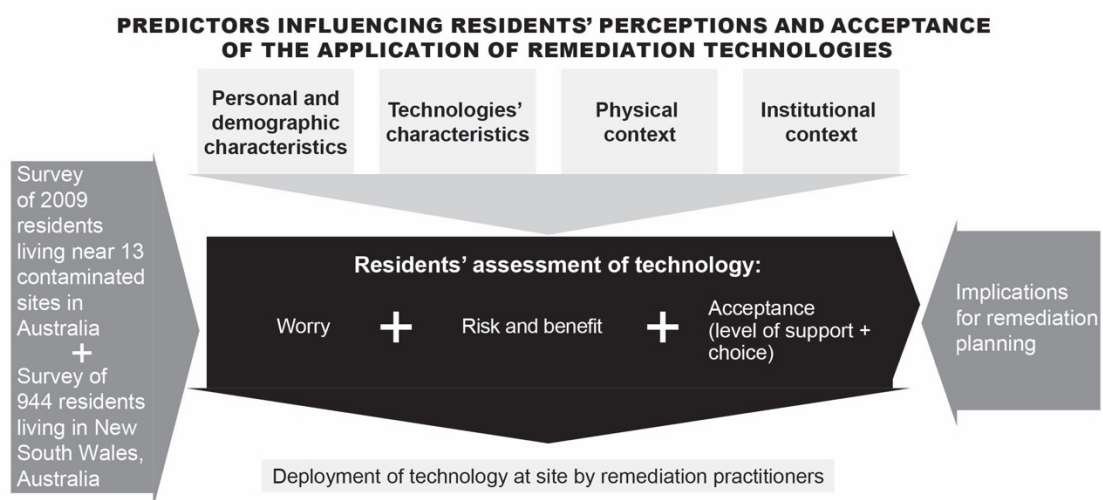 PREDICTORS INFLUENCING RESIDENTS’ PERCEPTIONS AND ACCEPTANCE
OF THE APPLICATION OF REMEDIATION TECHNOLOGIES
Personal and
demographic
characteristics
Technologies’
characteristics
Physical
context
Institutional
context
Survey
of 2009
residents
living near 13
contaminated
sites in
Australia
+
Survey of
944 residents
living in New
South Wales,
Australia
Residents’ assessment of technology:
Worry
+
Risk and benefit
+
Acceptance
(level of support +
choice)
Implications
for remediation
planning
Deployment of technology at site by remediation practitioners